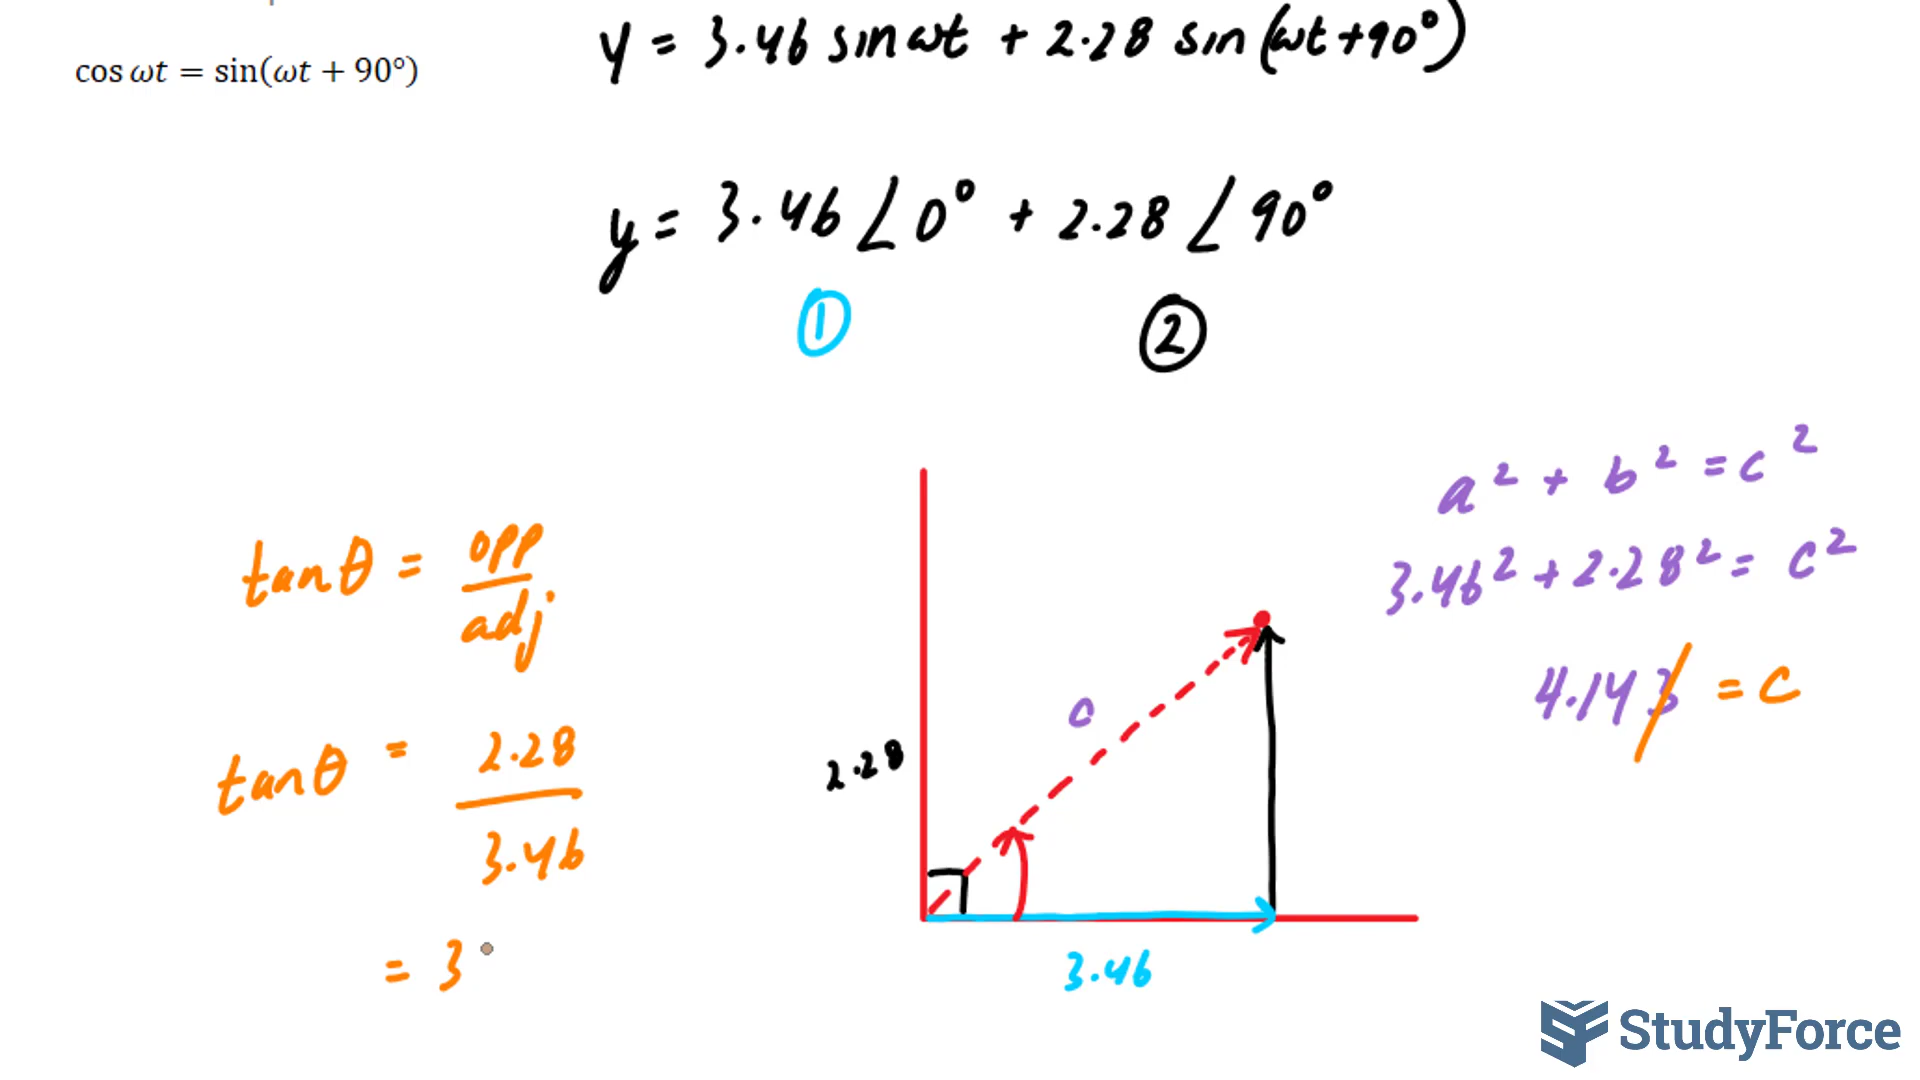 y = 3.46 sin ωt + 2.28 sin(ωt+90°)
cos ωt = sin(ωt + 90°)
y = 3.46 ∠0° + 2.28 ∠90°
① ②
a² + b² = c²
3.46² + 2.28² = c²
tanθ = opp/adj
4.143 = c
c
2.28
tanθ = 2.28/3.46
= 3
3.46
StudyForce